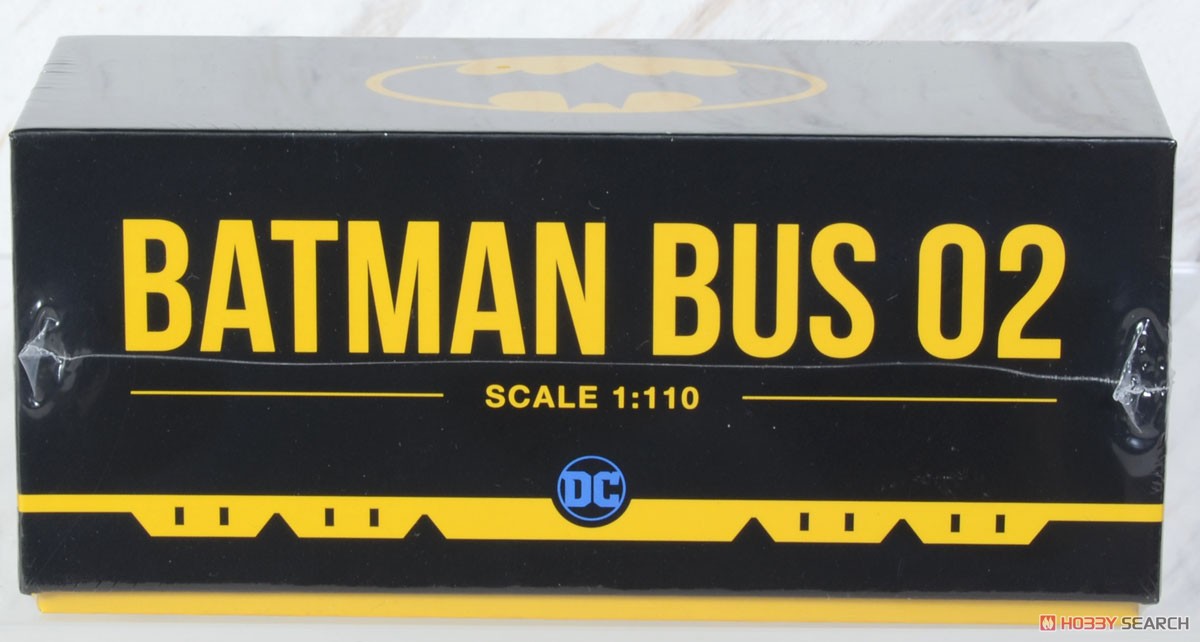 BATMAN BUS 02
SCALE 1:110
DC
HOBBY SEARCH